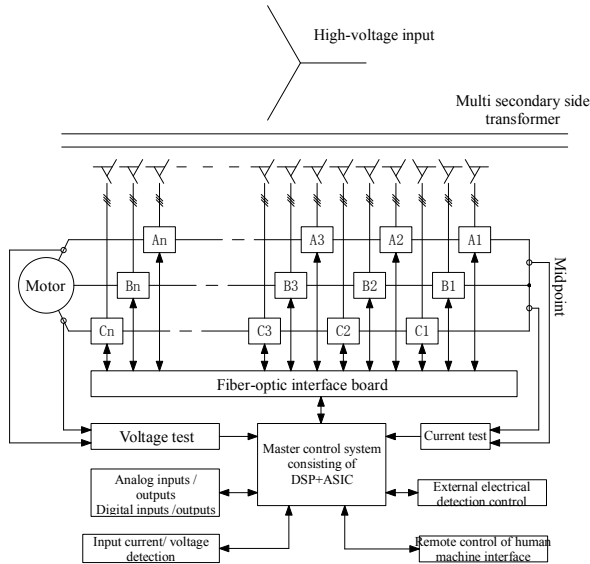 High-voltage input
Multi secondary side
transformer
An
A3
A2
A1
Motor
Bn
B3
B2
B1
Midpoint
Cn
C3
C2
C1
Fiber-optic interface board
Voltage test
Master control system
consisting of
DSP+ASIC
Current test
Analog inputs /
outputs
Digital inputs /outputs
External electrical
detection control
Input current/ voltage
detection
Remote control of human
machine interface